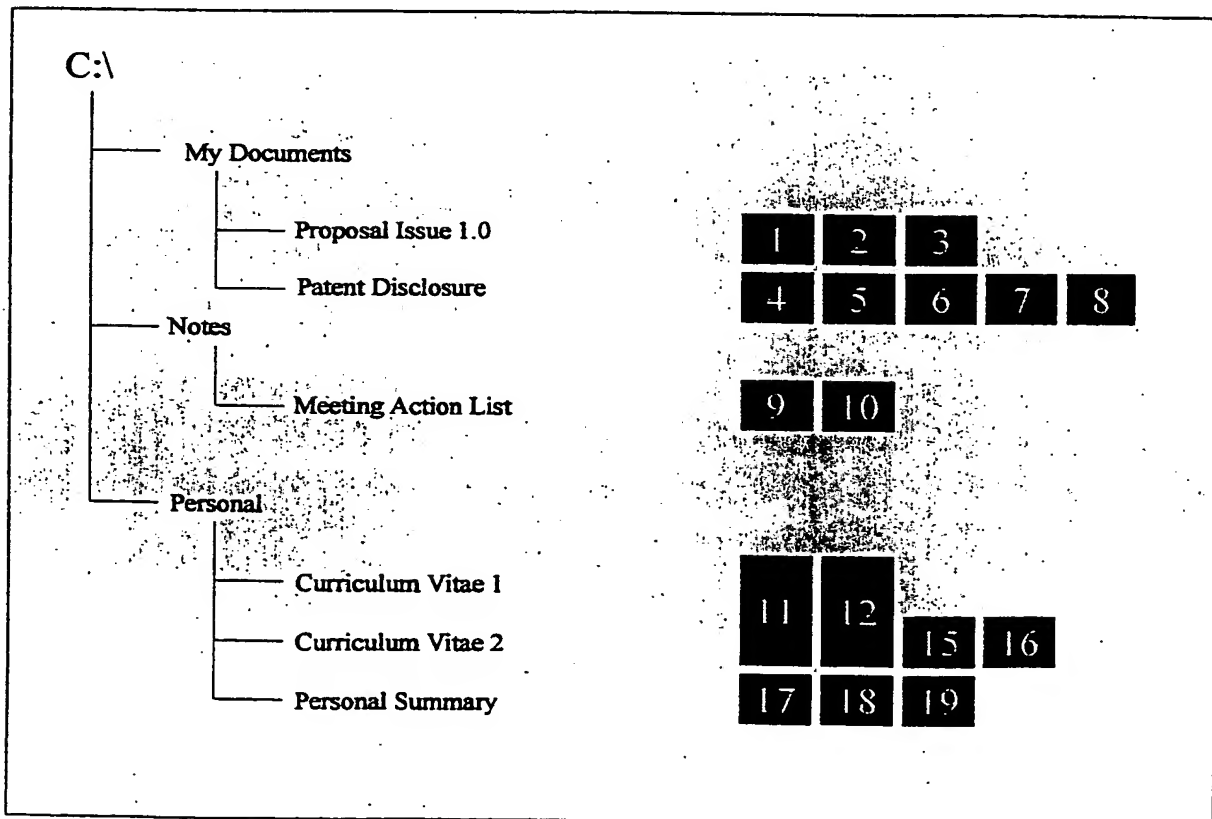 C:\
My Documents
Proposal Issue 1.0 1 2 3
Patent Disclosure 4 5 6 7 8
Notes
Meeting Action List 9 10
Personal
Curriculum Vitae 1 11 12
Curriculum Vitae 2 15 16
Personal Summary 17 18 19